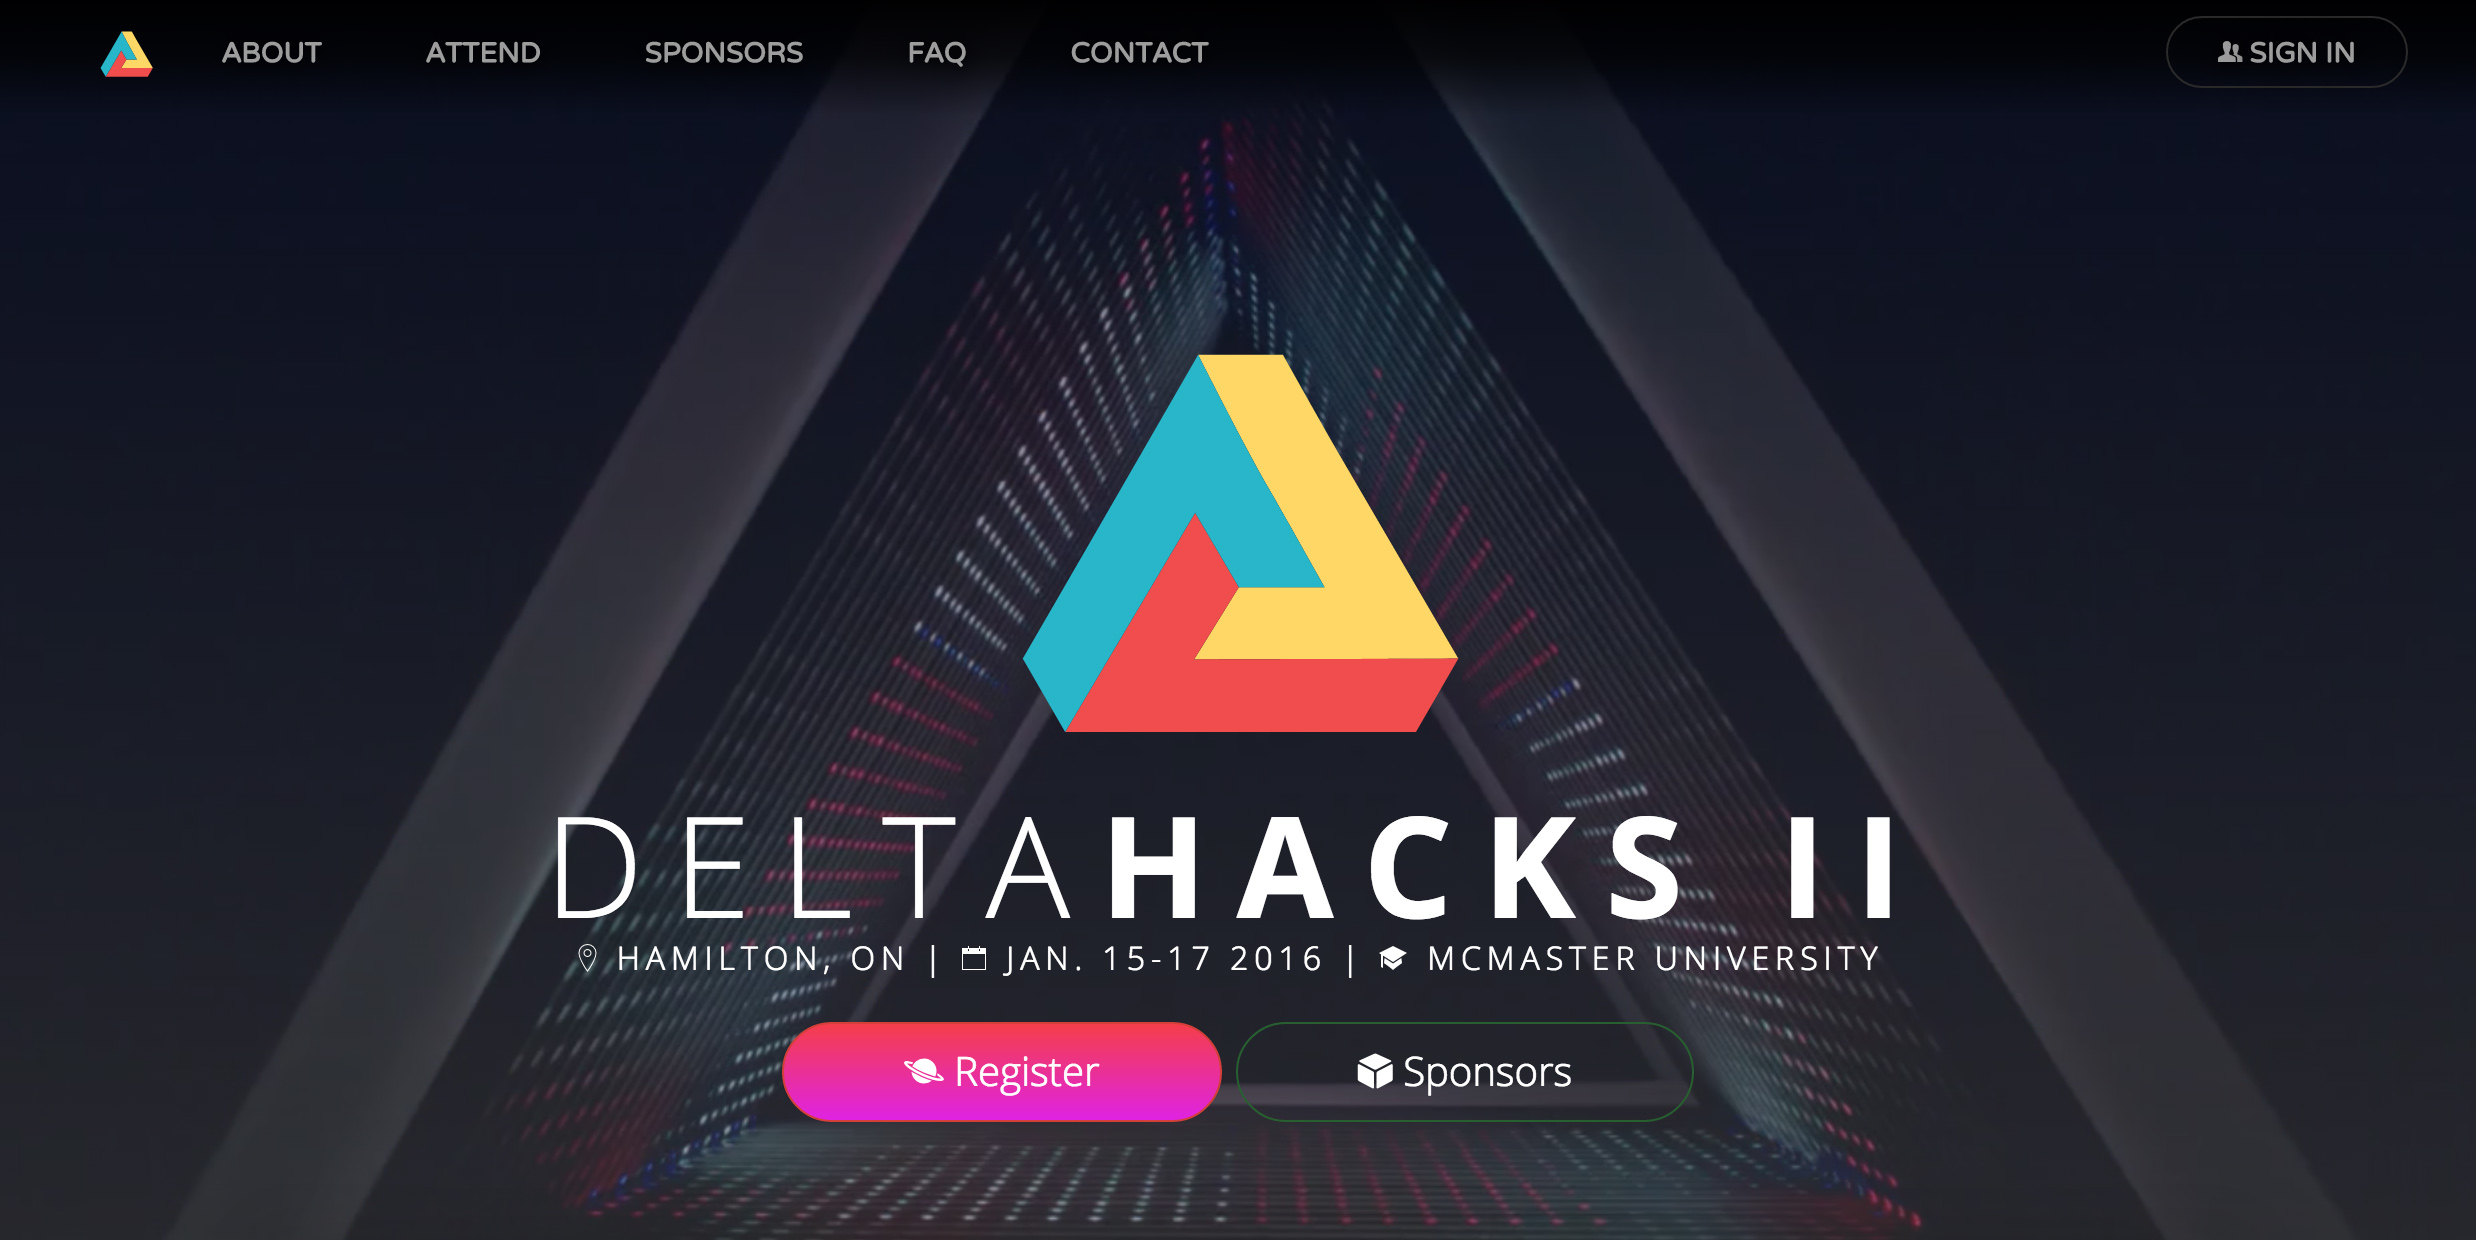 ABOUT ATTEND SPONSORS FAQ CONTACT SIGN IN
DELTAHACKS II
HAMILTON, ON | JAN. 15-17 2016 | MCMASTER UNIVERSITY
Register Sponsors